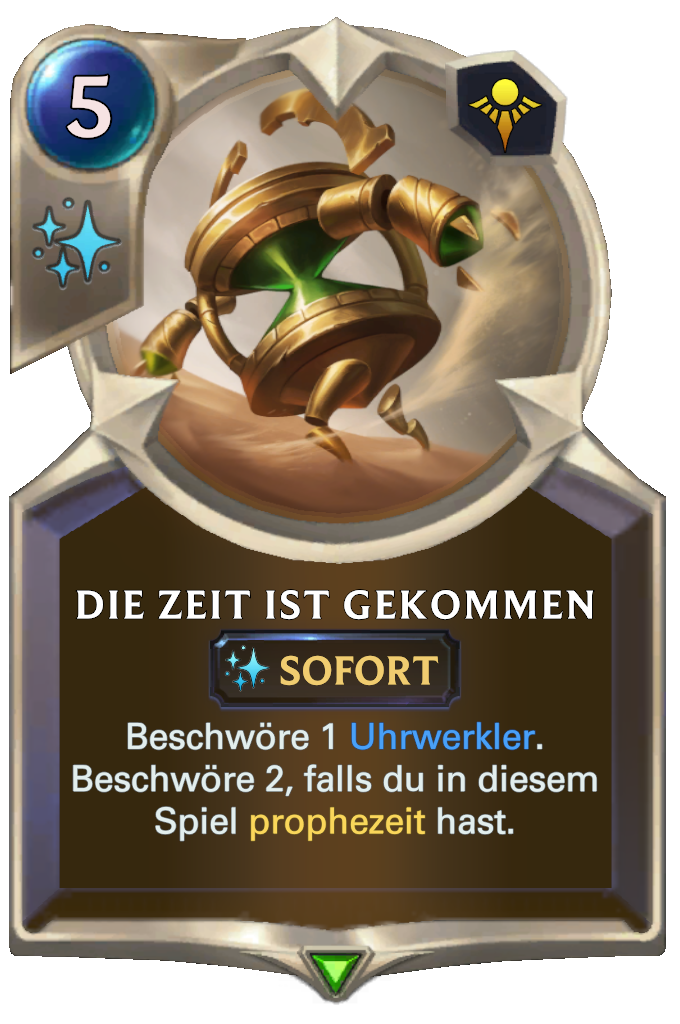 5
DIE ZEIT IST GEKOMMEN
SOFORT
Beschwöre 1 Uhrwerkler.
Beschwöre 2, falls du in diesem
Spiel prophezeit hast.